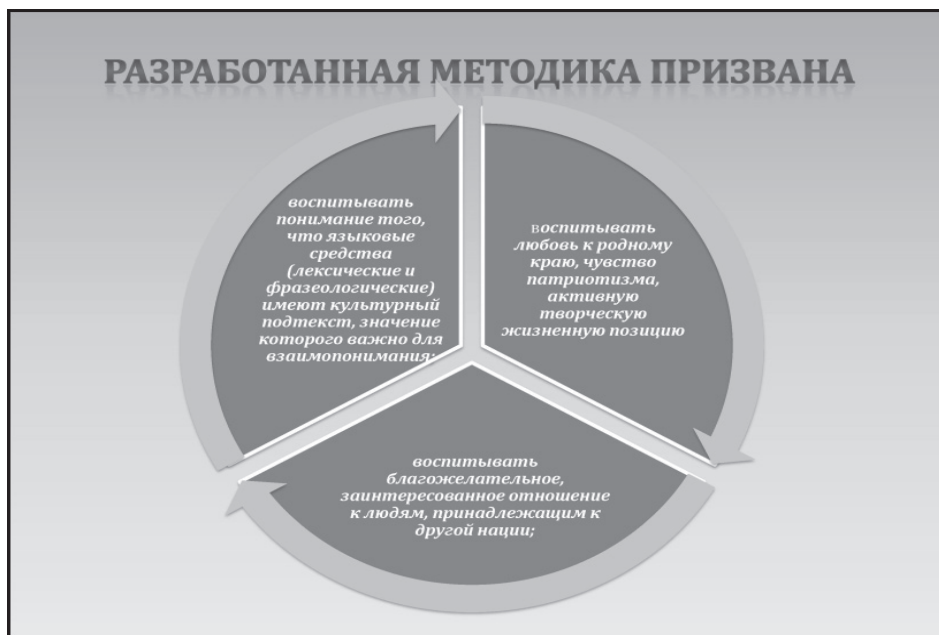 РАЗРАБОТАННАЯ МЕТОДИКА ПРИЗВАНА
воспитывать
понимание того,
что языковые
средства
(лексические и
фразеологические)
имеют культурный
подтекст, значение
которого важно для
взаимопонимания;
воспитывать
любовь к родному
краю, чувство
патриотизма,
активную
творческую
жизненную позицию
воспитывать
благожелательное,
заинтересованное отношение
к людям, принадлежащим к
другой нации;